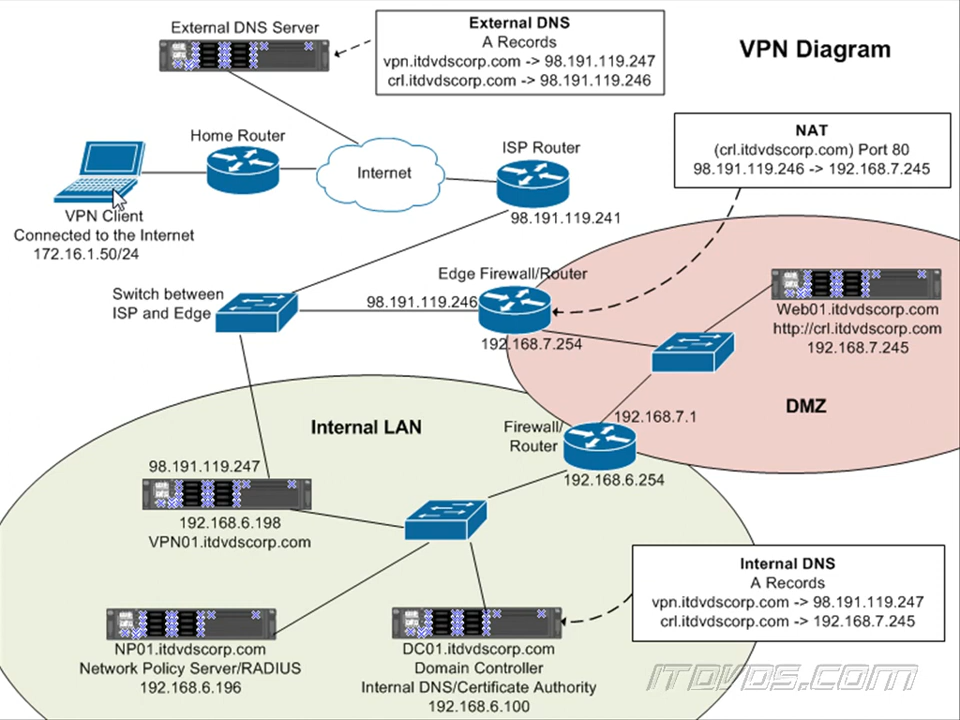 External DNS Server
External DNS
A Records
vpn.itdvdscorp.com -> 98.191.119.247
crl.itdvdscorp.com -> 98.191.119.246
VPN Diagram
NAT
(crl.itdvdscorp.com) Port 80
98.191.119.246 -> 192.168.7.245
Home Router
Internet
ISP Router
98.191.119.241
VPN Client
Connected to the Internet
172.16.1.50/24
Edge Firewall/Router
98.191.119.246
192.168.7.254
Switch between
ISP and Edge
Web01.itdvdscorp.com
http://crl.itdvdscorp.com
192.168.7.245
DMZ
192.168.7.1
Firewall/
Router
192.168.6.254
Internal LAN
98.191.119.247
192.168.6.198
VPN01.itdvdscorp.com
Internal DNS
A Records
vpn.itdvdscorp.com -> 98.191.119.247
crl.itdvdscorp.com -> 192.168.7.245
NP01.itdvdscorp.com
Network Policy Server/RADIUS
192.168.6.196
DC01.itdvdscorp.com
Domain Controller
Internal DNS/Certificate Authority
192.168.6.100
ITDVDS.COM